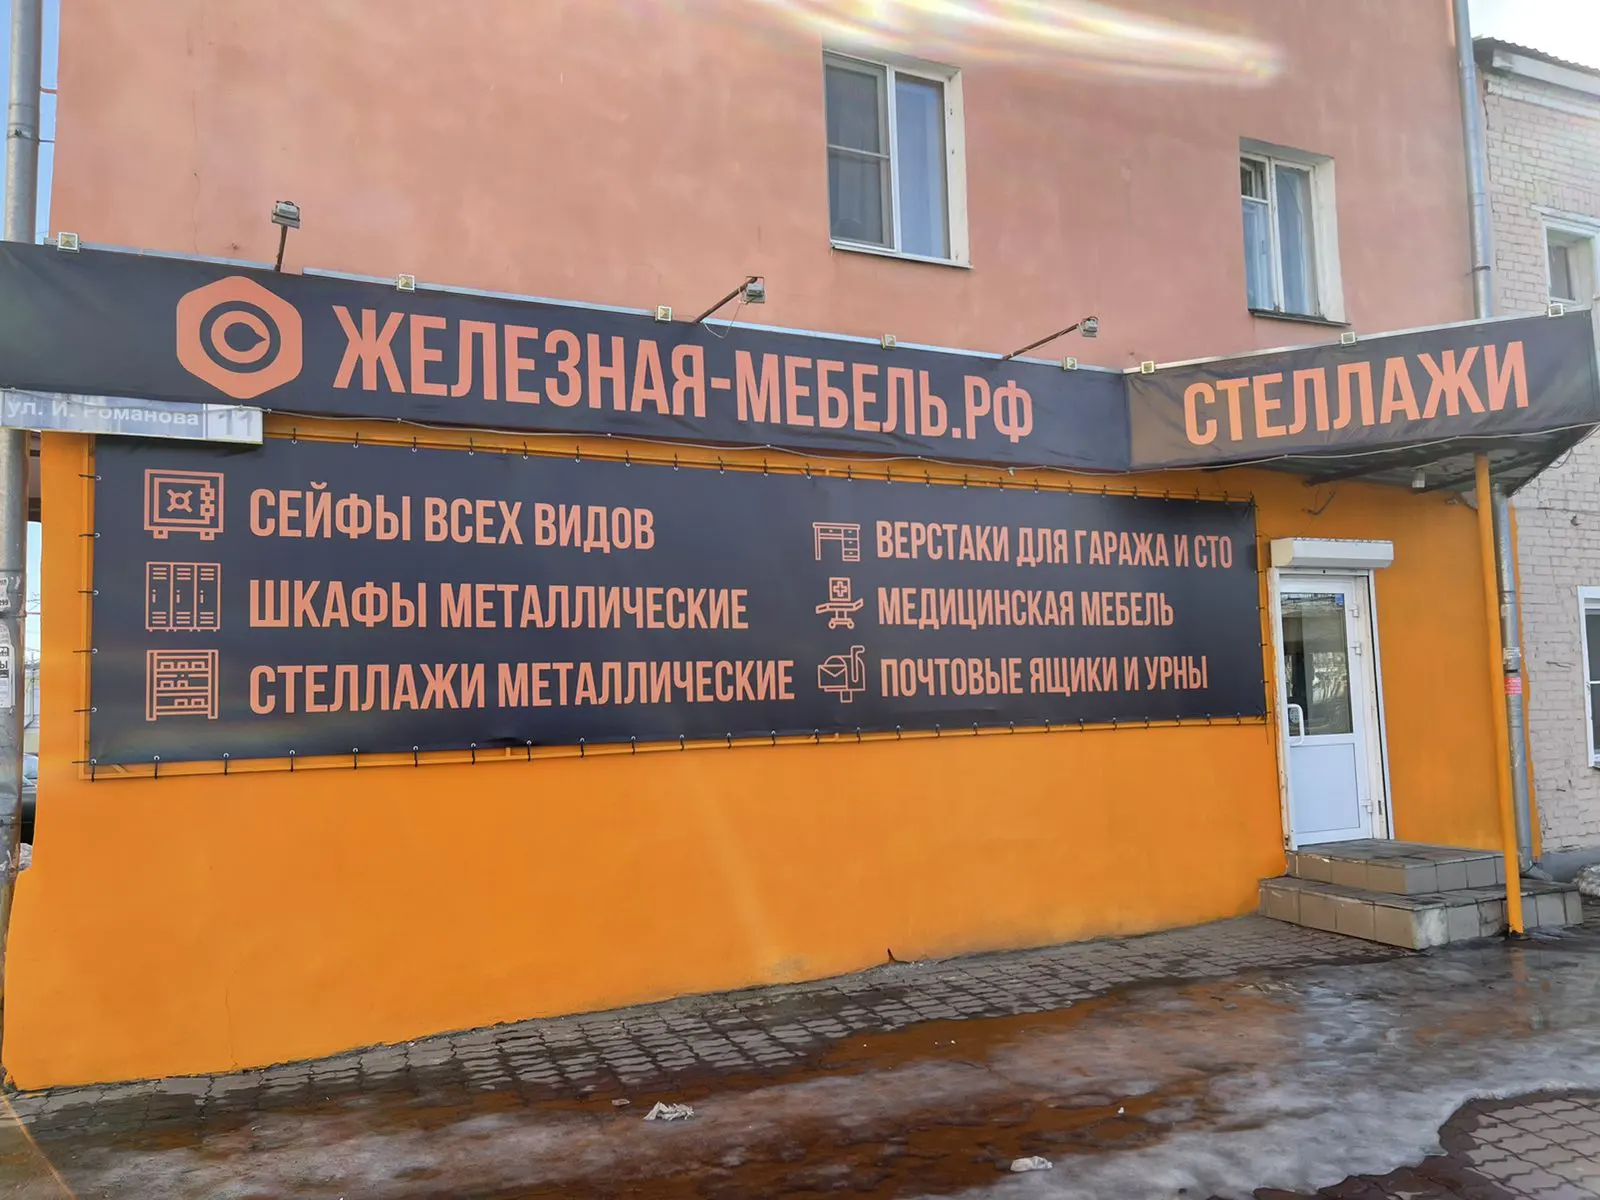 ЖЕЛЕЗНАЯ-МЕБЕЛЬ.РФ
СТЕЛЛАЖИ
ул. И. Романова 11
СЕЙФЫ ВСЕХ ВИДОВ
ШКАФЫ МЕТАЛЛИЧЕСКИЕ
СТЕЛЛАЖИ МЕТАЛЛИЧЕСКИЕ
ВЕРСТАКИ ДЛЯ ГАРАЖА И СТО
МЕДИЦИНСКАЯ МЕБЕЛЬ
ПОЧТОВЫЕ ЯЩИКИ И УРНЫ